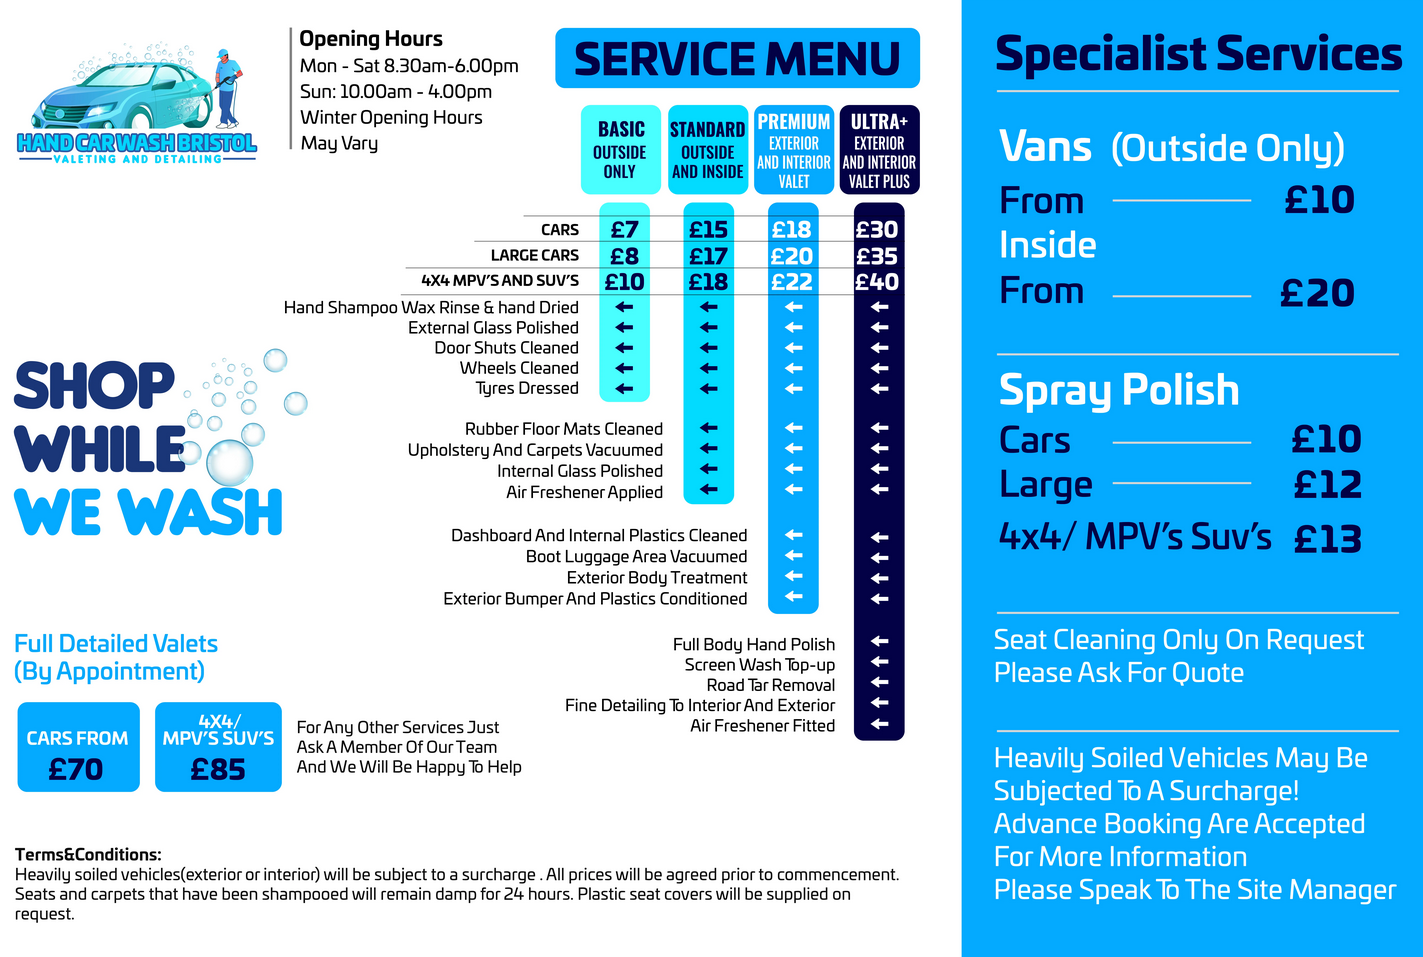 HAND CAR WASH BRISTOL
VALETING AND DETAILING
Opening Hours
Mon - Sat 8.30am-6.00pm
Sun: 10.00am - 4.00pm
Winter Opening Hours
May Vary
SERVICE MENU
BASIC
OUTSIDE
ONLY
STANDARD
OUTSIDE
AND INSIDE
PREMIUM
EXTERIOR
AND INTERIOR
VALET
ULTRA+
EXTERIOR
AND INTERIOR
VALET PLUS
CARS £7 £15 £18 £30
LARGE CARS £8 £17 £20 £35
4X4 MPV'S AND SUV'S £10 £18 £22 £40
Hand Shampoo Wax Rinse & hand Dried
External Glass Polished
Door Shuts Cleaned
Wheels Cleaned
Tyres Dressed
Rubber Floor Mats Cleaned
Upholstery And Carpets Vacuumed
Internal Glass Polished
Air Freshener Applied
Dashboard And Internal Plastics Cleaned
Boot Luggage Area Vacuumed
Exterior Body Treatment
Exterior Bumper And Plastics Conditioned
Full Body Hand Polish
Screen Wash Top-up
Road Tar Removal
Fine Detailing To Interior And Exterior
Air Freshener Fitted
SHOP
WHILE
WE WASH
Full Detailed Valets
(By Appointment)
CARS FROM
£70
4X4/
MPV'S SUV'S
£85
For Any Other Services Just
Ask A Member Of Our Team
And We Will Be Happy To Help
Terms&Conditions:
Heavily soiled vehicles(exterior or interior) will be subject to a surcharge . All prices will be agreed prior to commencement.
Seats and carpets that have been shampooed will remain damp for 24 hours. Plastic seat covers will be supplied on
request.
Specialist Services
Vans (Outside Only)
From £10
Inside
From £20
Spray Polish
Cars £10
Large £12
4x4/ MPV's Suv's £13
Seat Cleaning Only On Request
Please Ask For Quote
Heavily Soiled Vehicles May Be
Subjected To A Surcharge!
Advance Booking Are Accepted
For More Information
Please Speak To The Site Manager